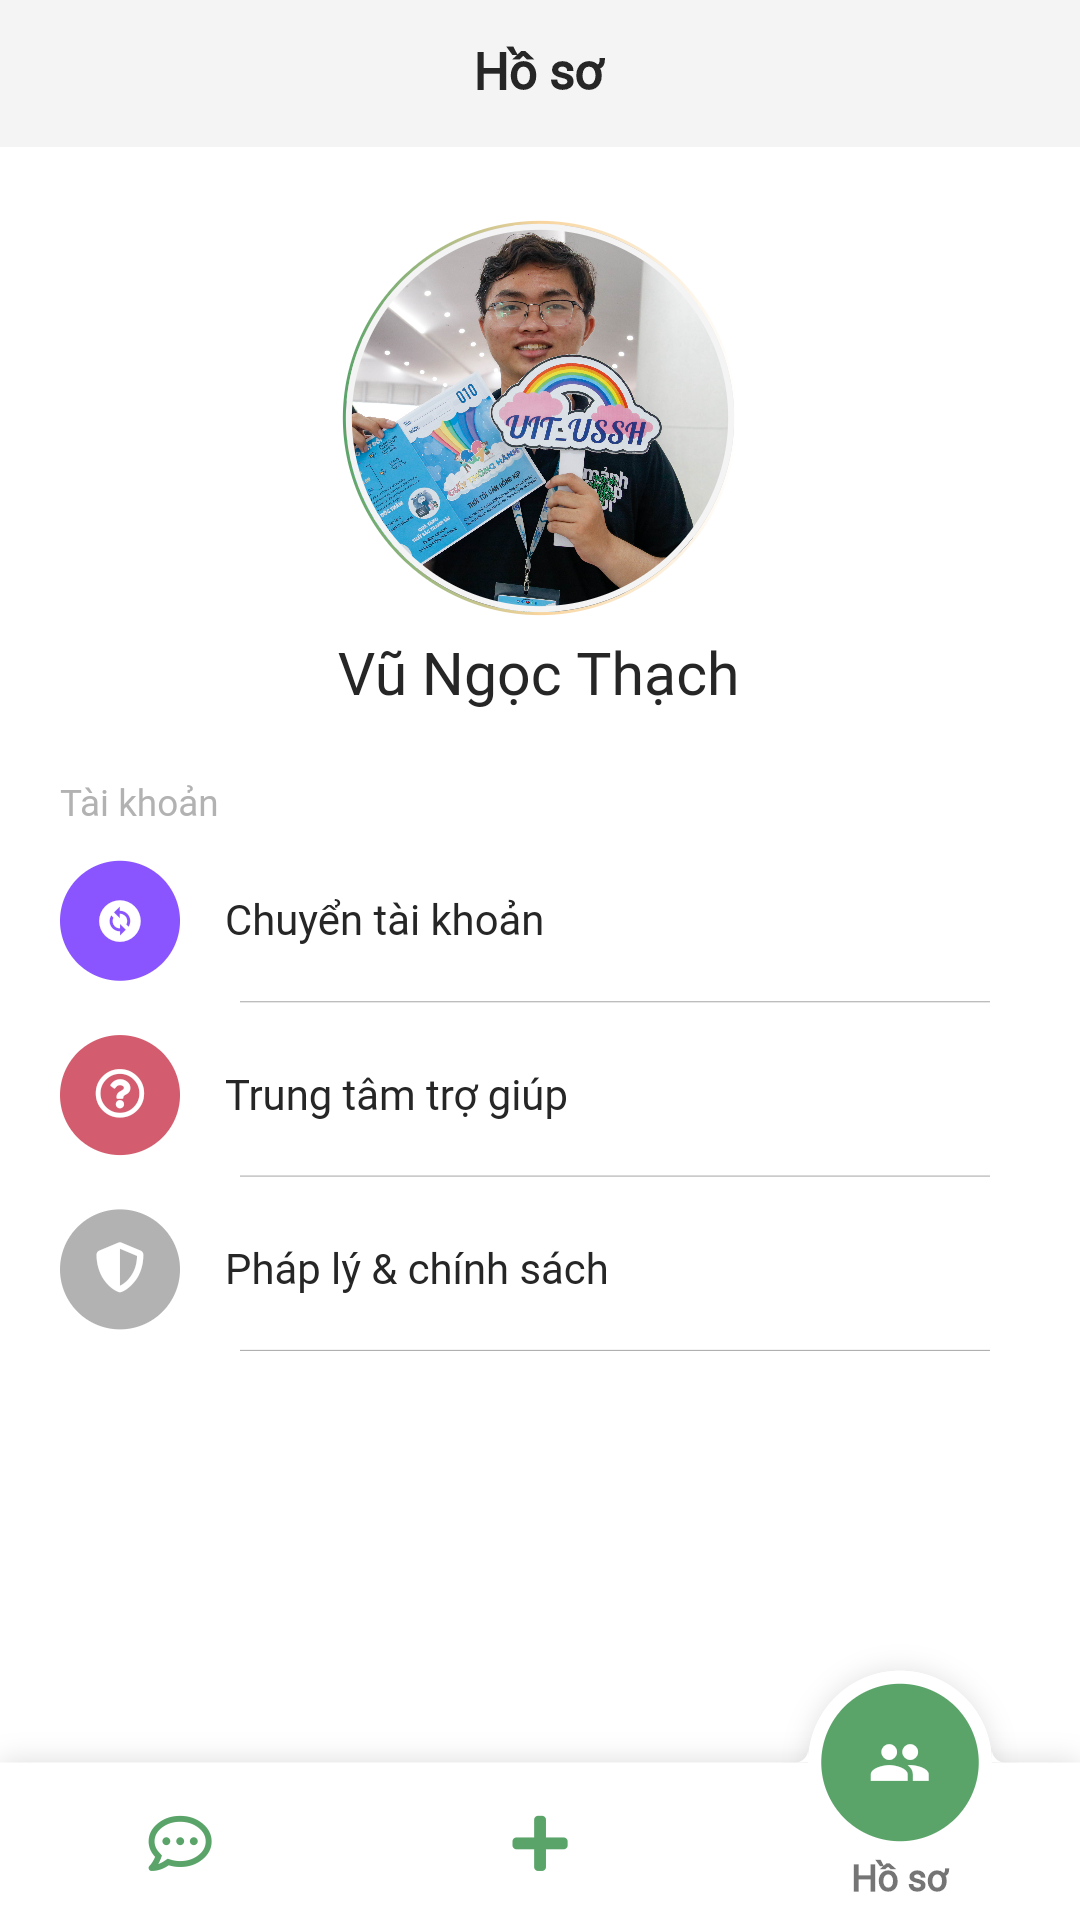 Hồ sơ
010
UIT-USSH
mảnh
Vũ Ngọc Thạch
Tài khoản
Chuyển tài khoản
Trung tâm trợ giúp
Pháp lý & chính sách
Hồ sơ